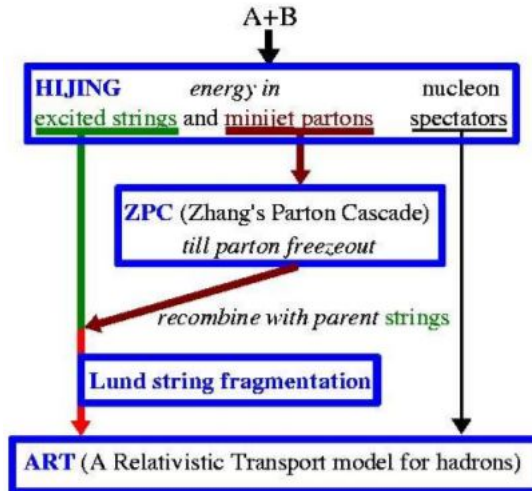 A+B
HIJING energy in nucleon
excited strings and minijet partons spectators
ZPC (Zhang's Parton Cascade)
till parton freezeout
recombine with parent strings
Lund string fragmentation
ART (A Relativistic Transport model for hadrons)